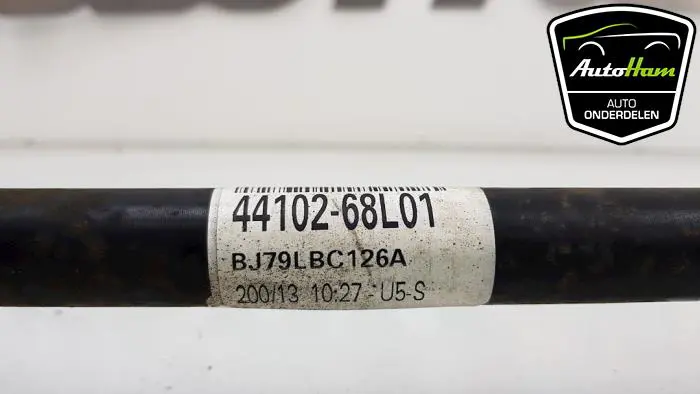 AutoHam
AUTO
ONDERDELEN
44102-68L01
BJ79LBC126A
200/13 10:27-U5-S